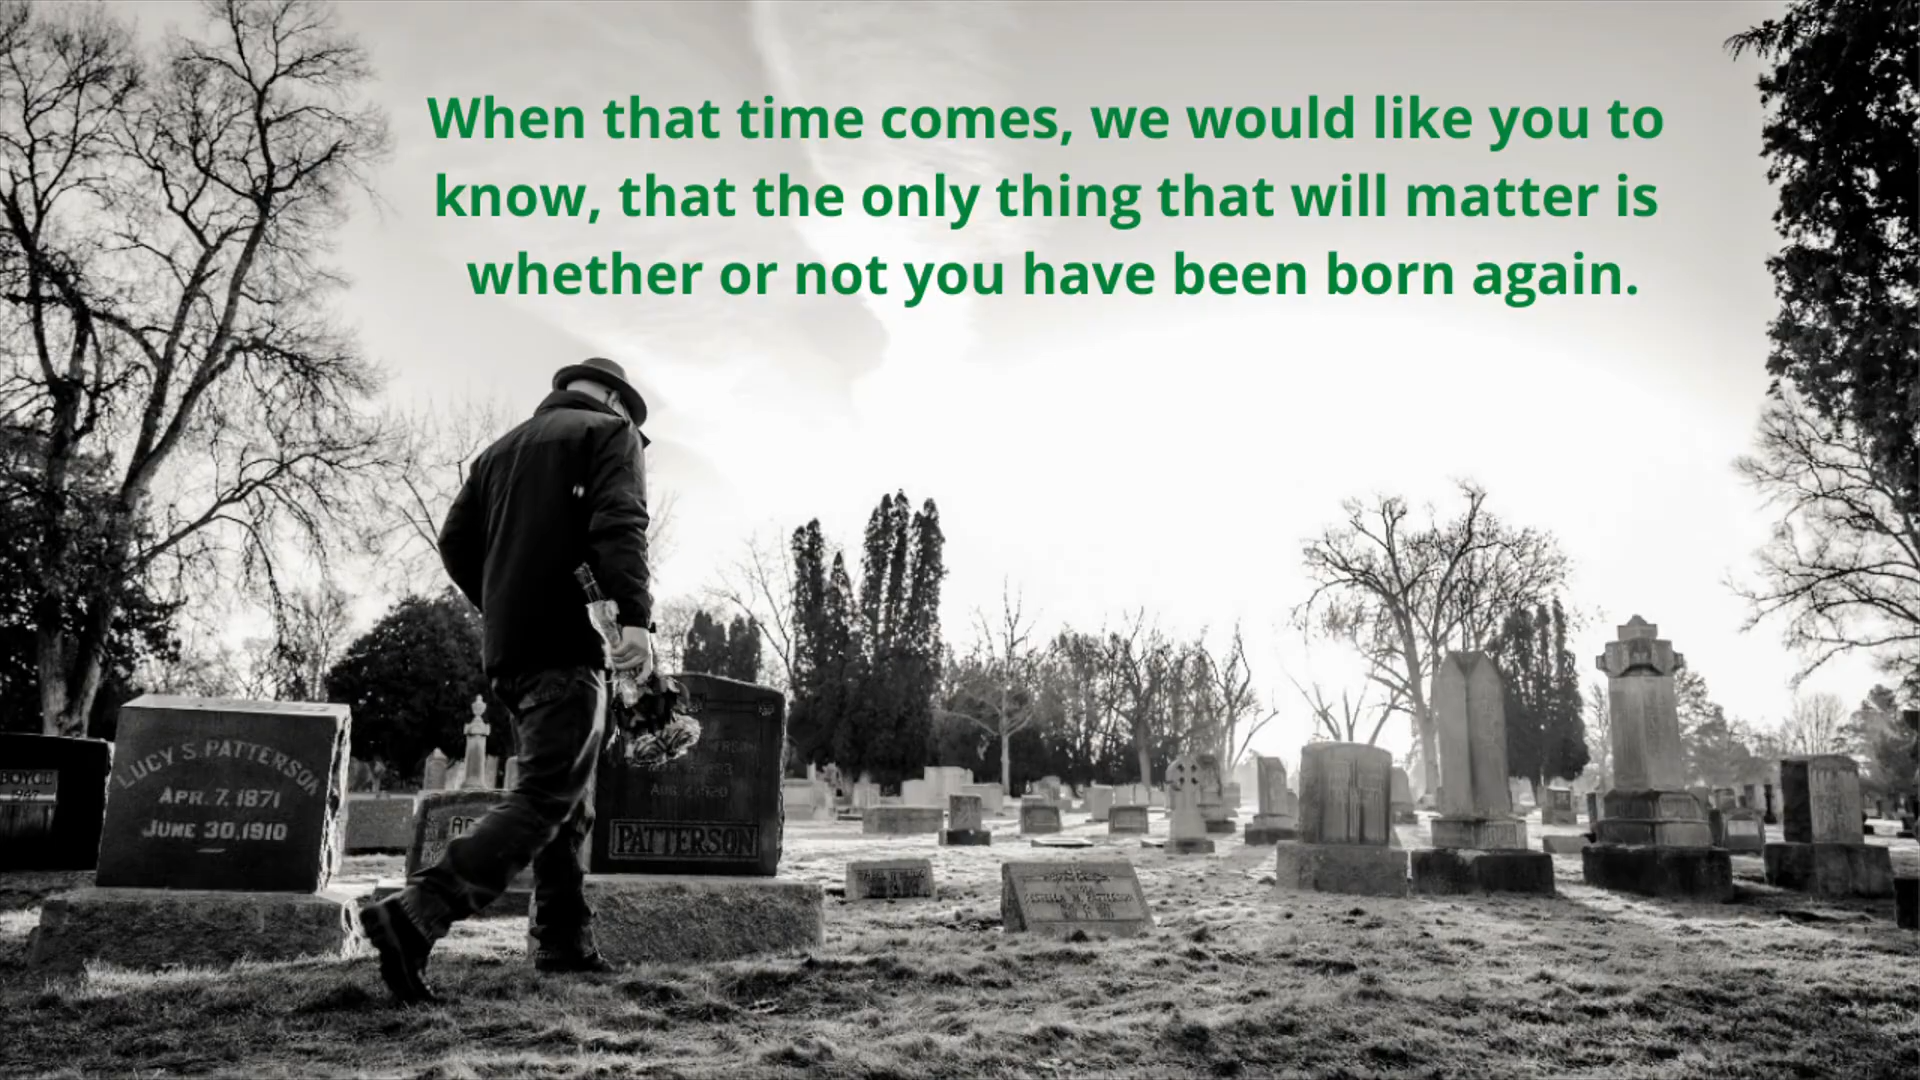 When that time comes, we would like you to
know, that the only thing that will matter is
whether or not you have been born again.
LUCY S. PATTERSON
APR. 7, 1871
JUNE 30, 1910
PATTERSON